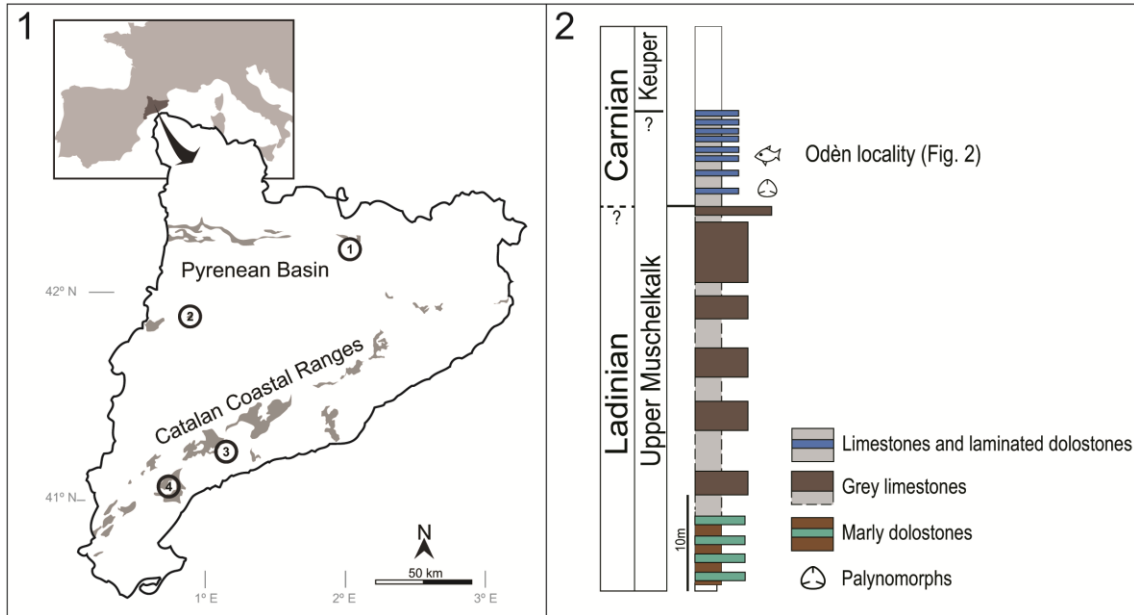 1
Pyrenean Basin
1
42° N
2
Catalan Coastal Ranges
3
4
41° N
N
50 km
1° E
2° E
3° E
2
Carnian
Keuper
?
Odèn locality (Fig. 2)
?
Ladinian
Upper Muschelkalk
10m
Limestones and laminated dolostones
Grey limestones
Marly dolostones
Palynomorphs